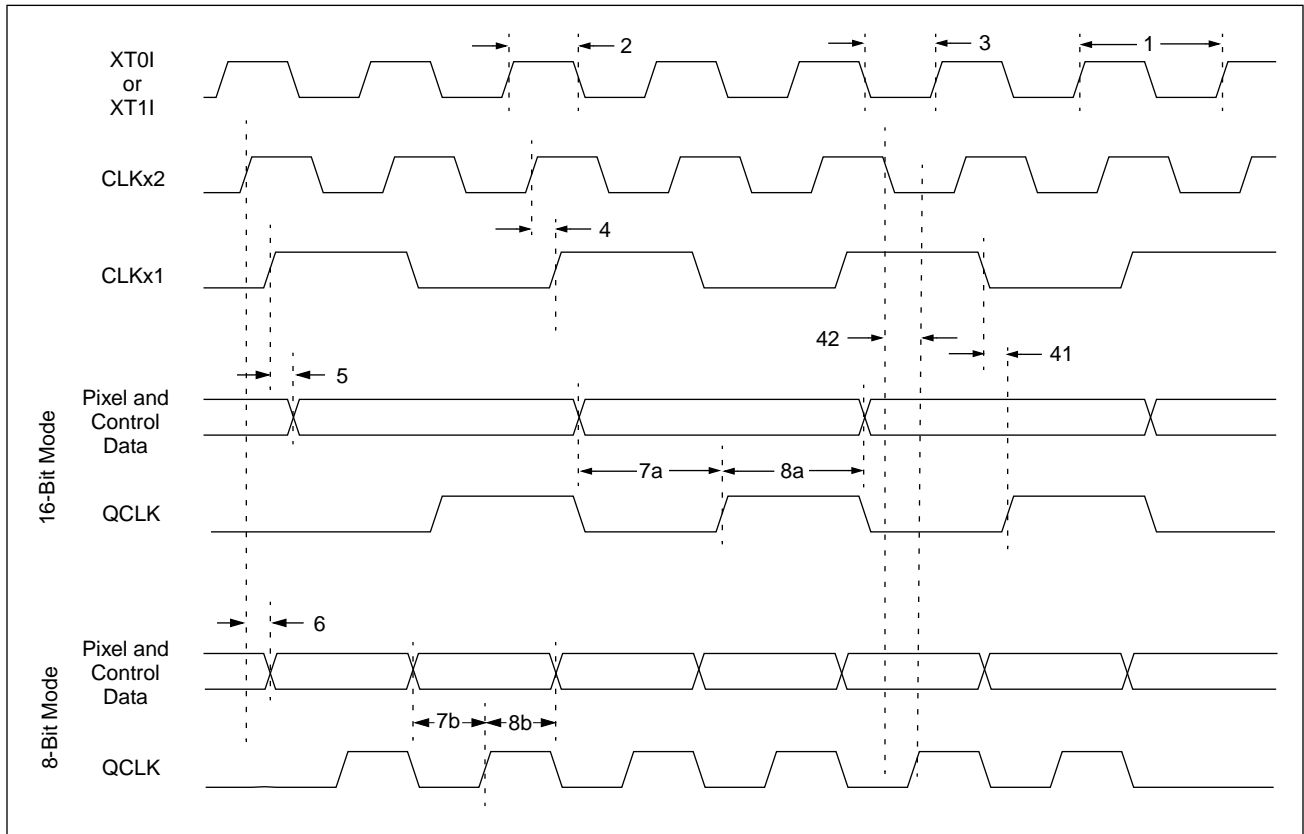 XT0I
or
XT1I
2
3
1
CLKx2
4
CLKx1
42
41
5
16-Bit Mode
Pixel and
Control
Data
7a
8a
QCLK
6
8-Bit Mode
Pixel and
Control
Data
7b
8b
QCLK